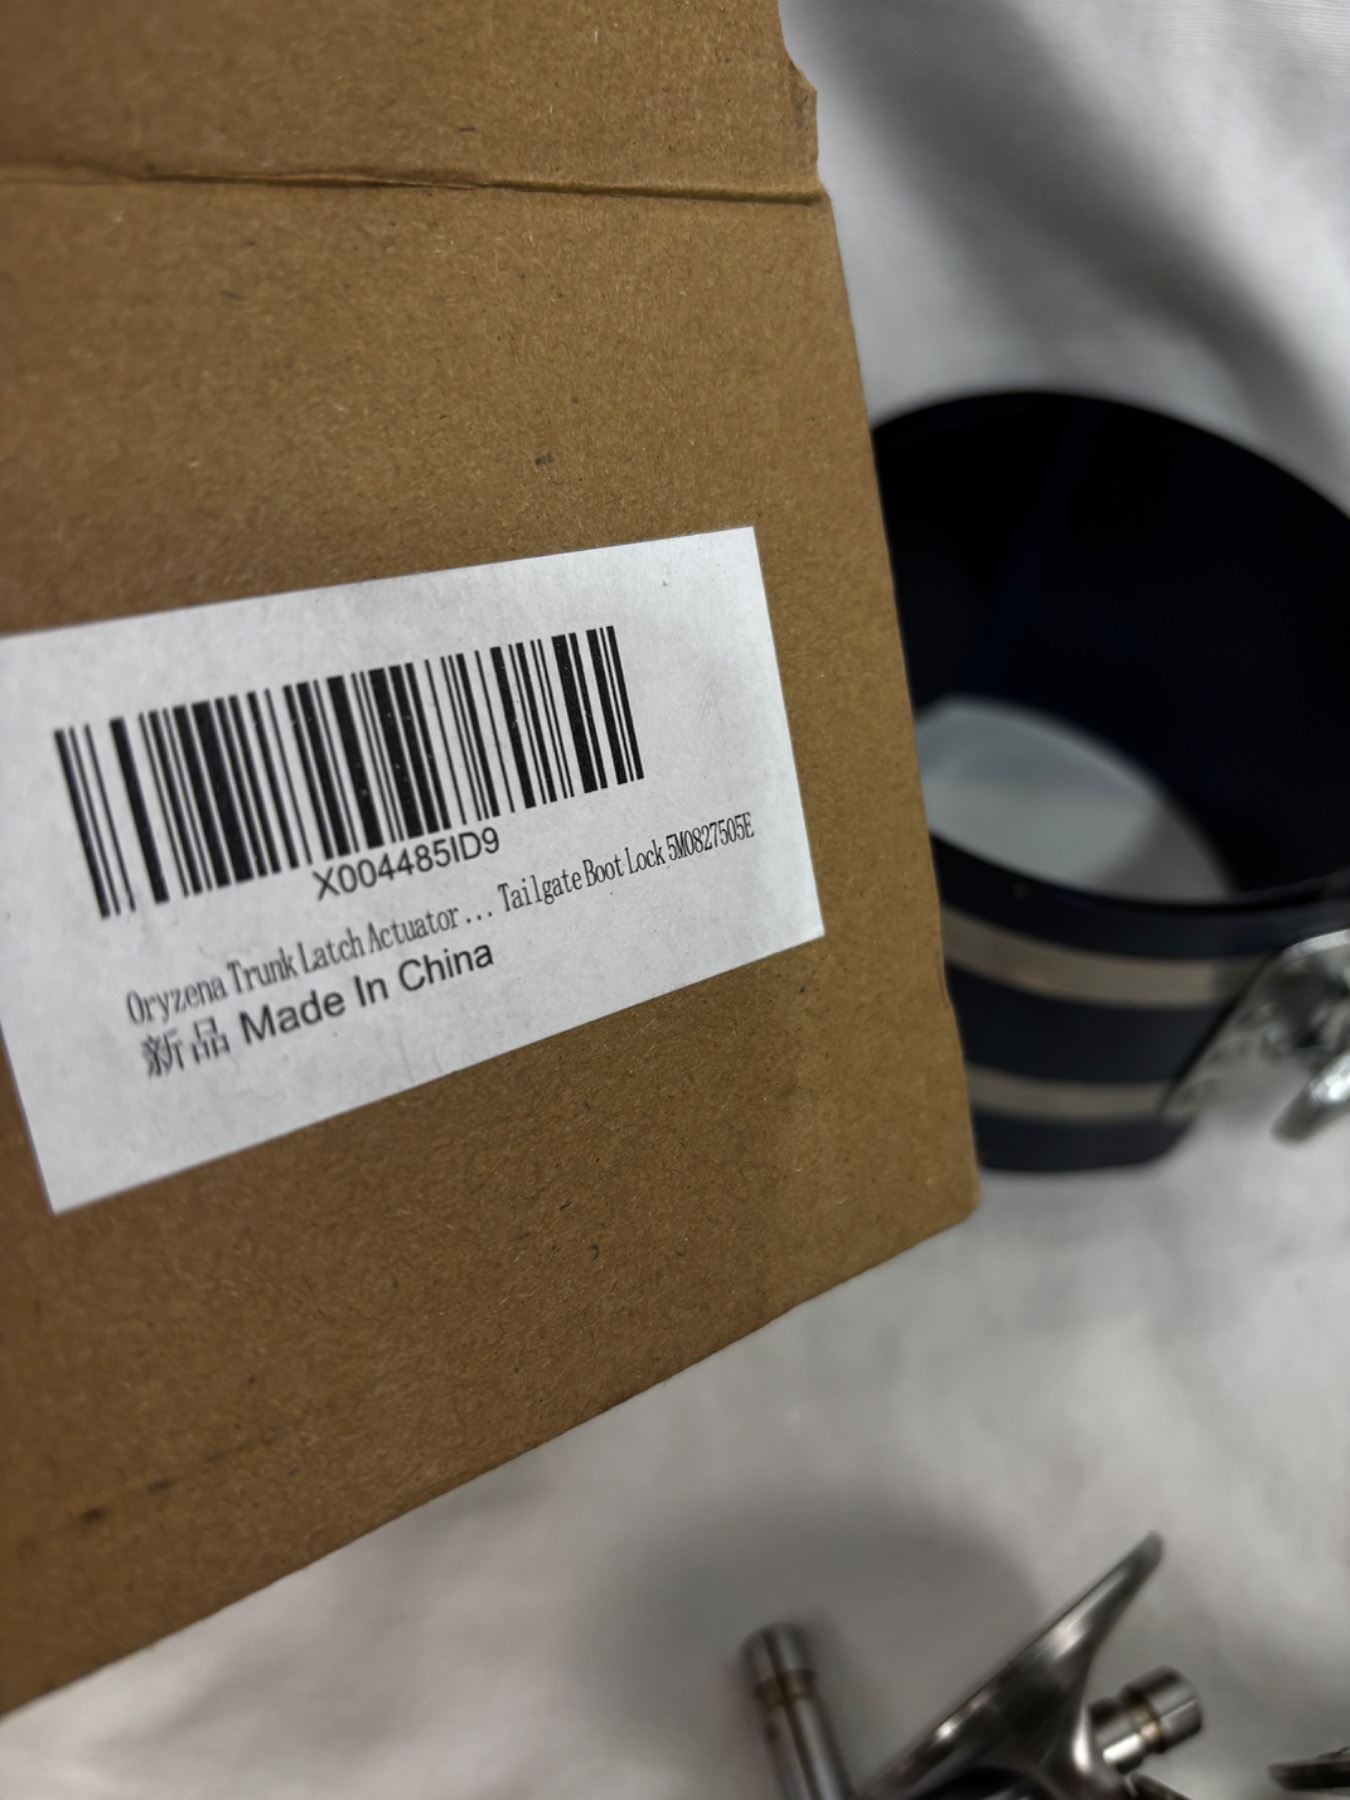 X004485ID9
Oryzena Trunk Latch Actuator ... Tailgate Boot Lock 5M0827505E
新品 Made In China